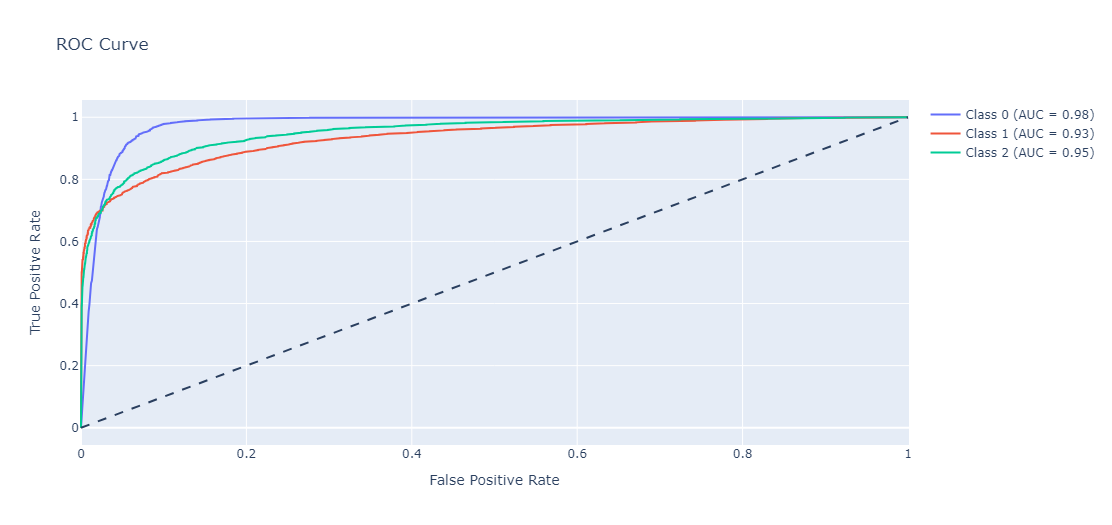 ROC Curve
Class 0 (AUC = 0.98)
Class 1 (AUC = 0.93)
Class 2 (AUC = 0.95)
True Positive Rate
1
0.8
0.6
0.4
0.2
0
0
0.2
0.4
0.6
0.8
1
False Positive Rate